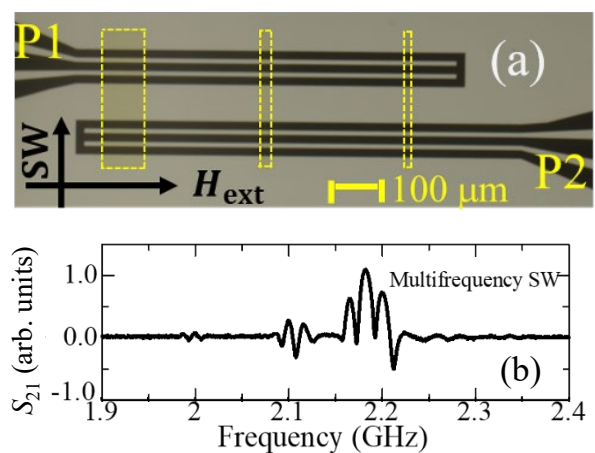 P1
(a)
SW
Hext
100 μm
P2
S21 (arb. units)
1.0
0.0
-1.0
Multifrequency SW
(b)
1.9 2 2.1 2.2 2.3 2.4
Frequency (GHz)